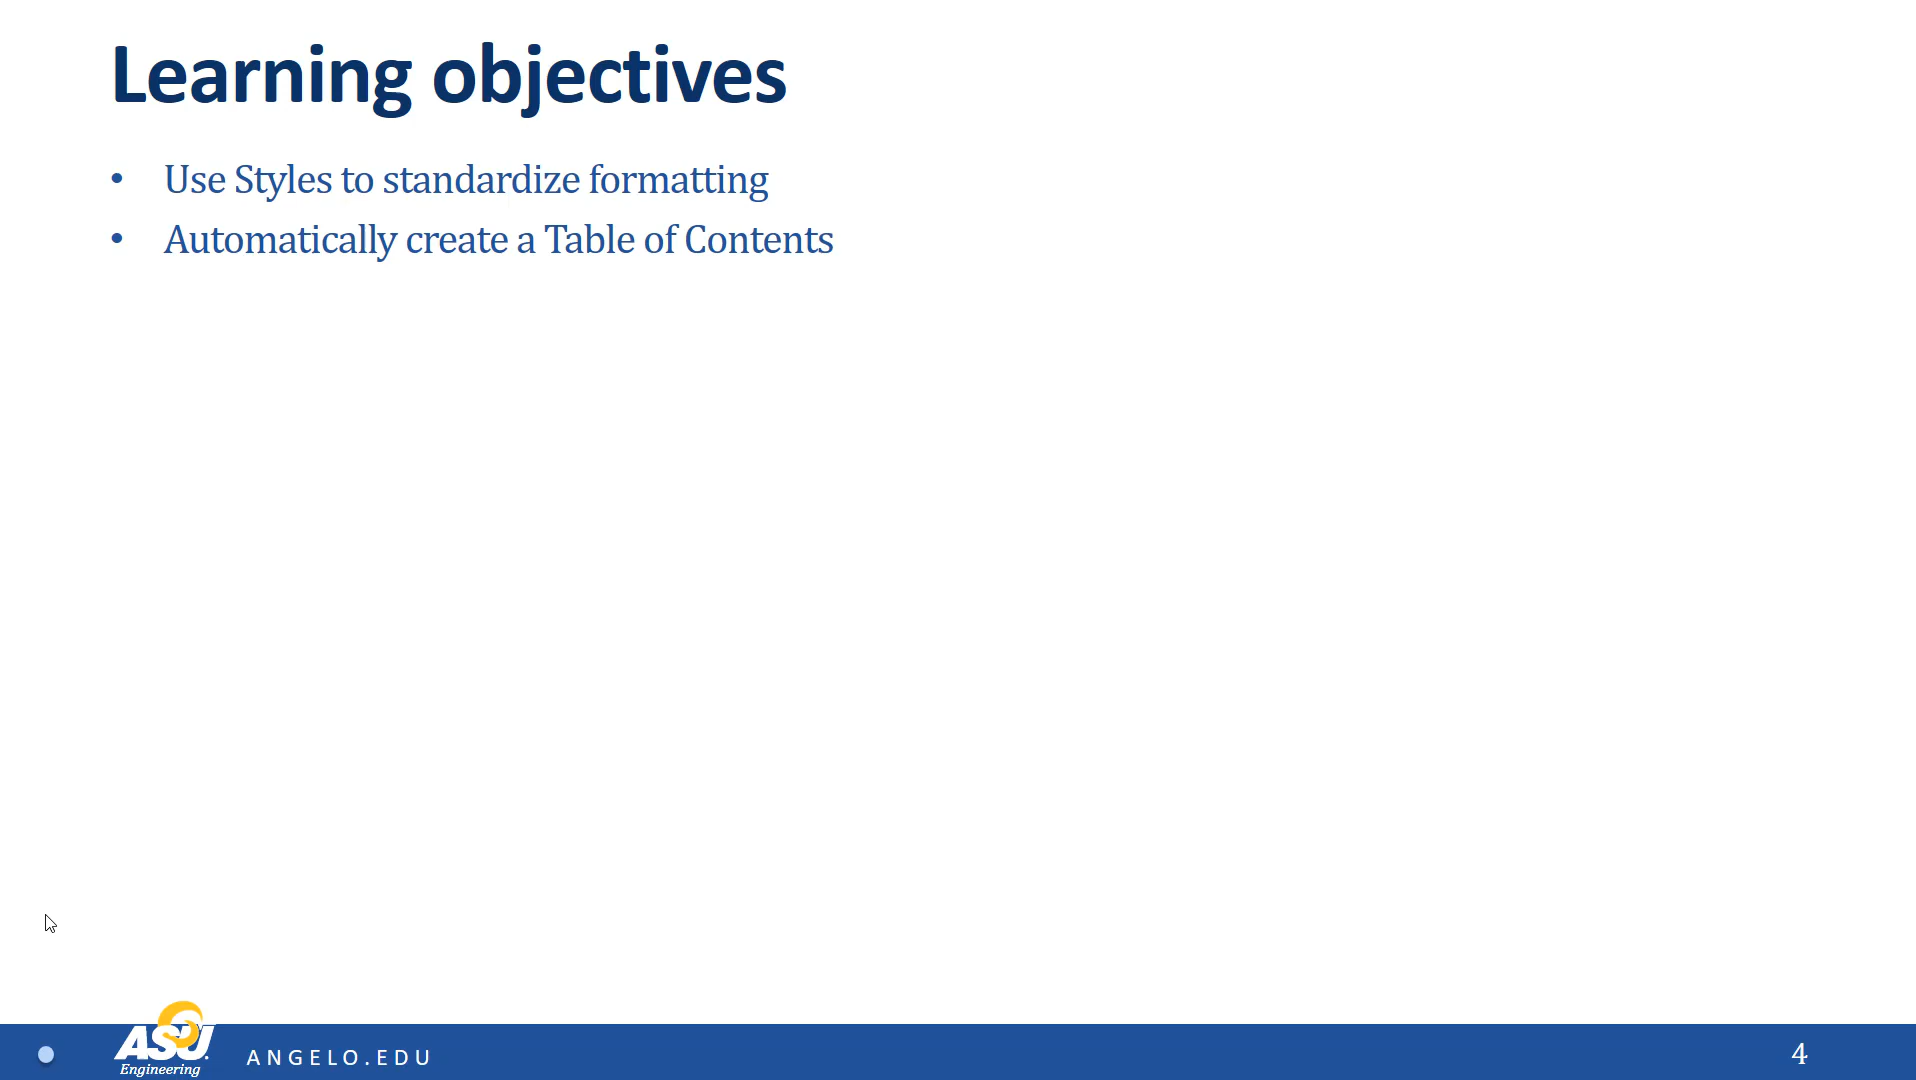 Learning objectives
• Use Styles to standardize formatting
• Automatically create a Table of Contents
ASU
Engineering
ANGELO.EDU
4